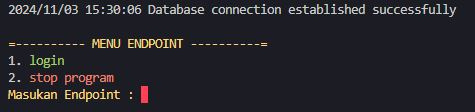 2024/11/03 15:30:06 Database connection established successfully
=---------- MENU ENDPOINT ----------=
1. login
2. stop program
Masukan Endpoint :